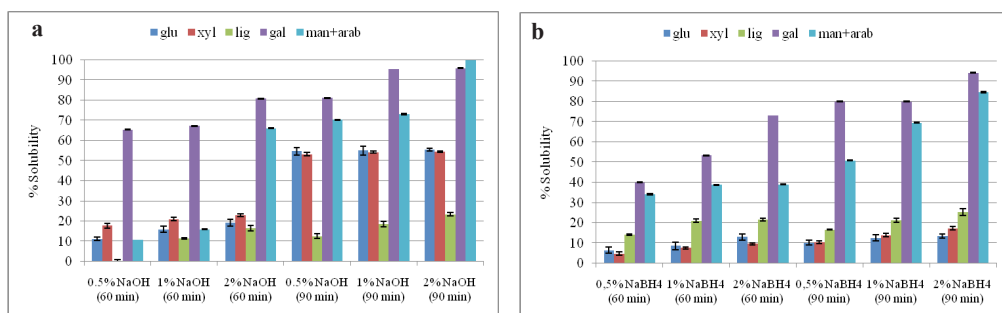 a
glu xyl lig gal man+arab
% Solubility
100
90
80
70
60
50
40
30
20
10
0
0.5%NaOH 1%NaOH 2%NaOH 0.5%NaOH 1%NaOH 2%NaOH
(60 min) (60 min) (60 min) (90 min) (90 min) (90 min)
b
glu xyl lig gal man+arab
% Solubility
100
90
80
70
60
50
40
30
20
10
0
0,5%NaBH4 1%NaBH4 2%NaBH4 0,5%NaBH4 1%NaBH4 2%NaBH4
(60 min) (60 min) (60 min) (90 min) (90 min) (90 min)